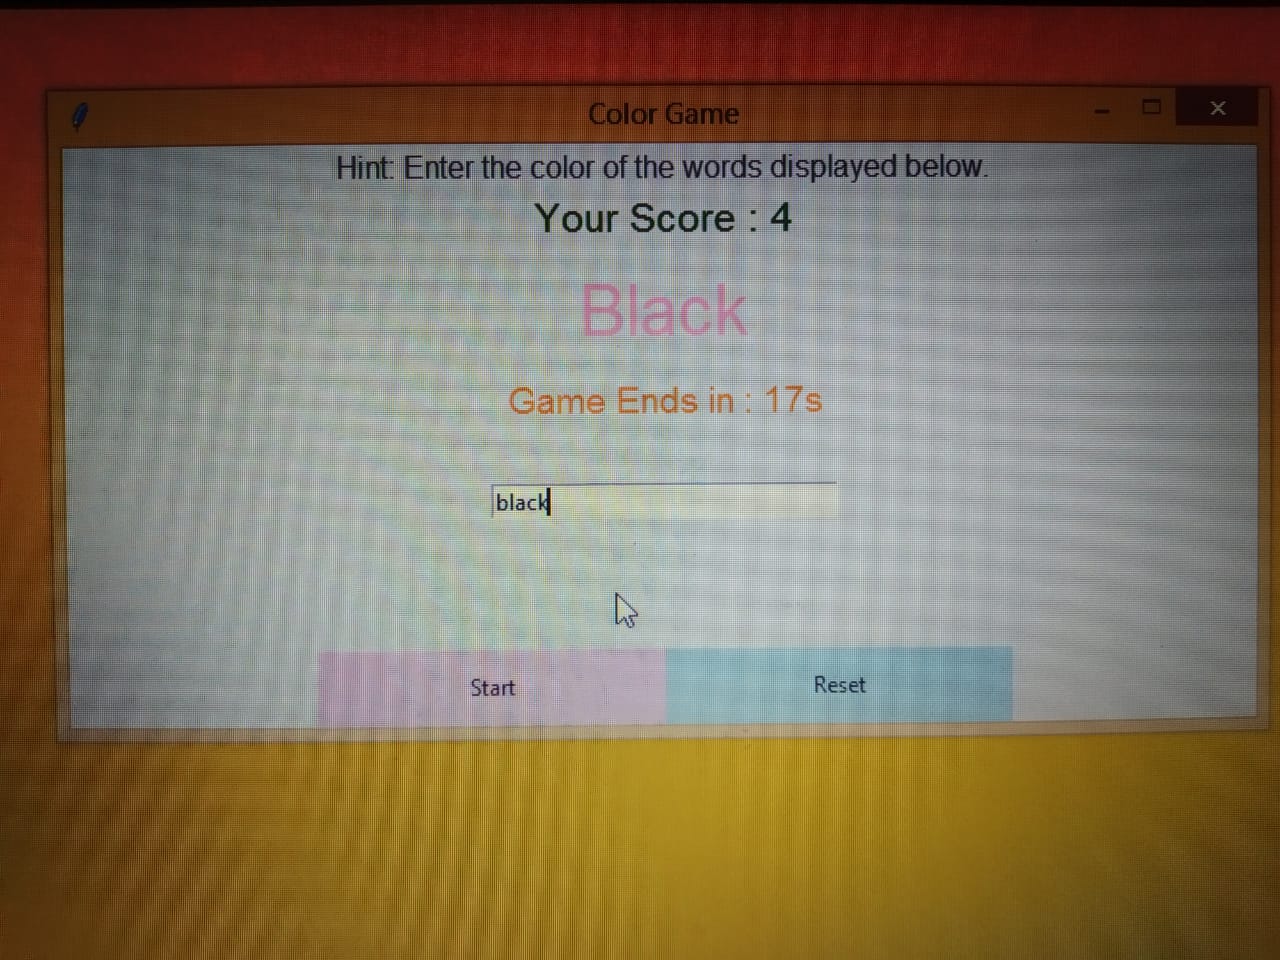 Color Game
Hint: Enter the color of the words displayed below.
Your Score : 4
Black
Game Ends in : 17s
black
Start
Reset